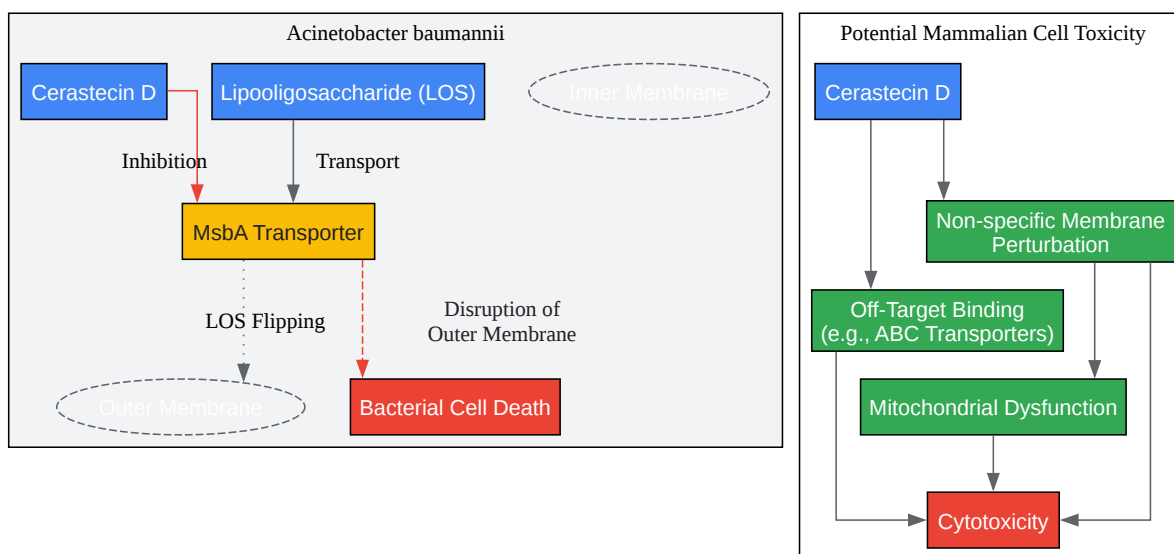 Acinetobacter baumannii
Cerastecin D
Lipooligosaccharide (LOS)
Inner Membrane
Inhibition
Transport
MsbA Transporter
LOS Flipping
Disruption of
Outer Membrane
Outer Membrane
Bacterial Cell Death
Potential Mammalian Cell Toxicity
Cerastecin D
Non-specific Membrane
Perturbation
Off-Target Binding
(e.g., ABC Transporters)
Mitochondrial Dysfunction
Cytotoxicity